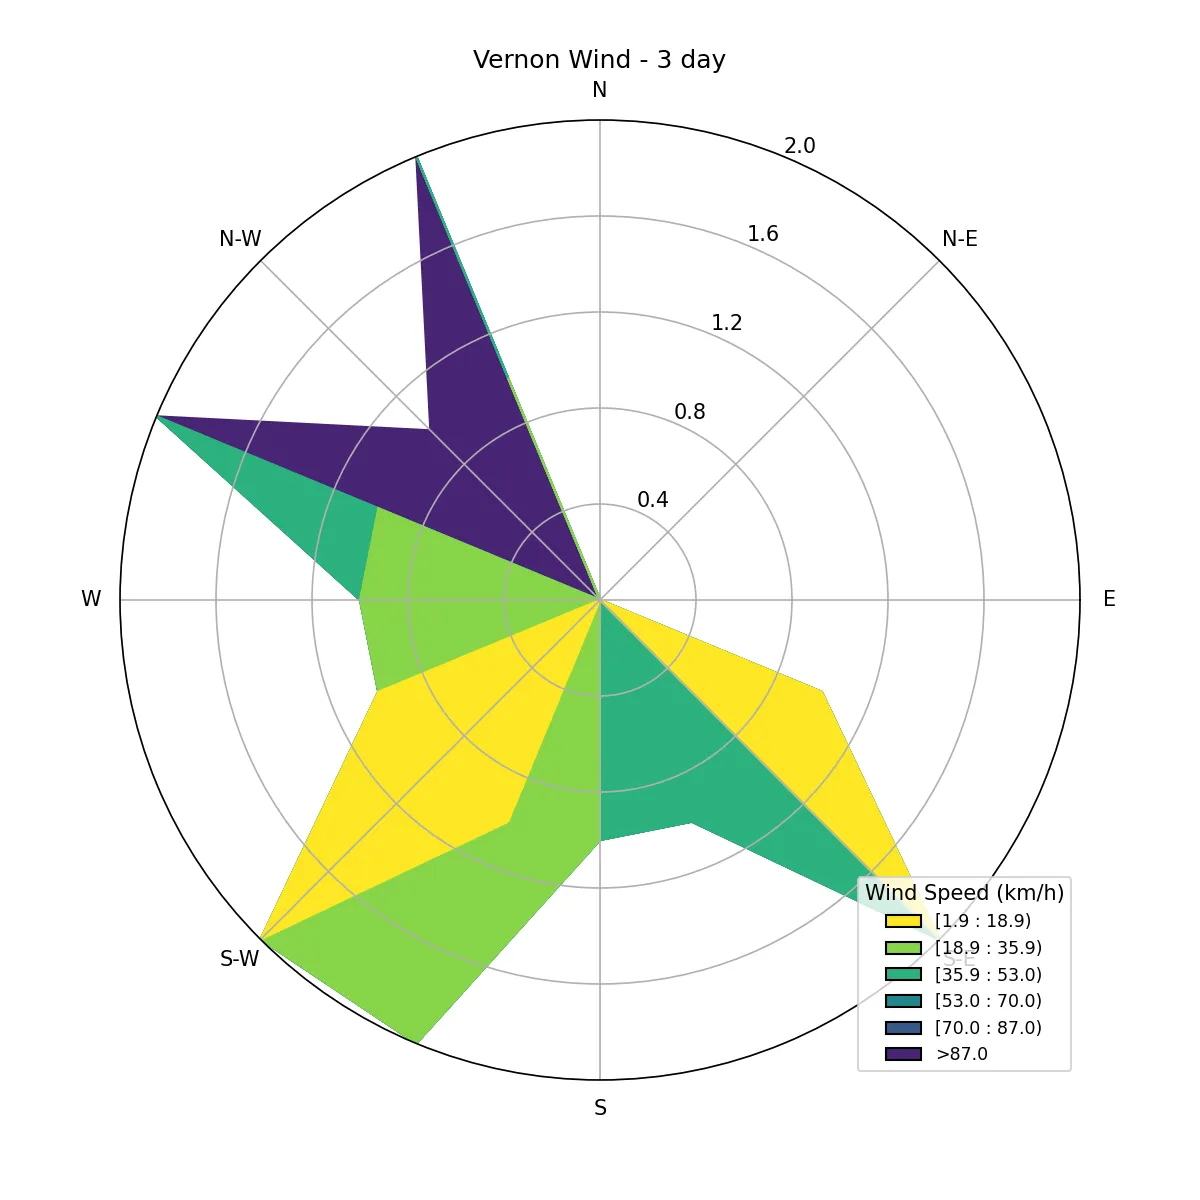 Vernon Wind - 3 day
N
2.0
N-W
N-E
1.6
1.2
0.8
0.4
W
E
Wind Speed (km/h)
[1.9 : 18.9)
[18.9 : 35.9)
[35.9 : 53.0)
[53.0 : 70.0)
[70.0 : 87.0)
>87.0
S-W
S-E
S